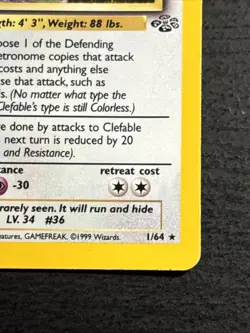 gth: 4' 3", Weight: 88 lbs.
oose 1 of the Defending
etronome copies that attack
costs and anything else
se that attack, such as
s. (No matter what type the
Clefable's type is still Colorless.)
e done by attacks to Clefable
s next turn is reduced by 20
and Resistance).
tance retreat cost
-30
rarely seen. It will run and hide
LV. 34 #36
eatures, GAMEFREAK. ©1999 Wizards. 1/64 ★